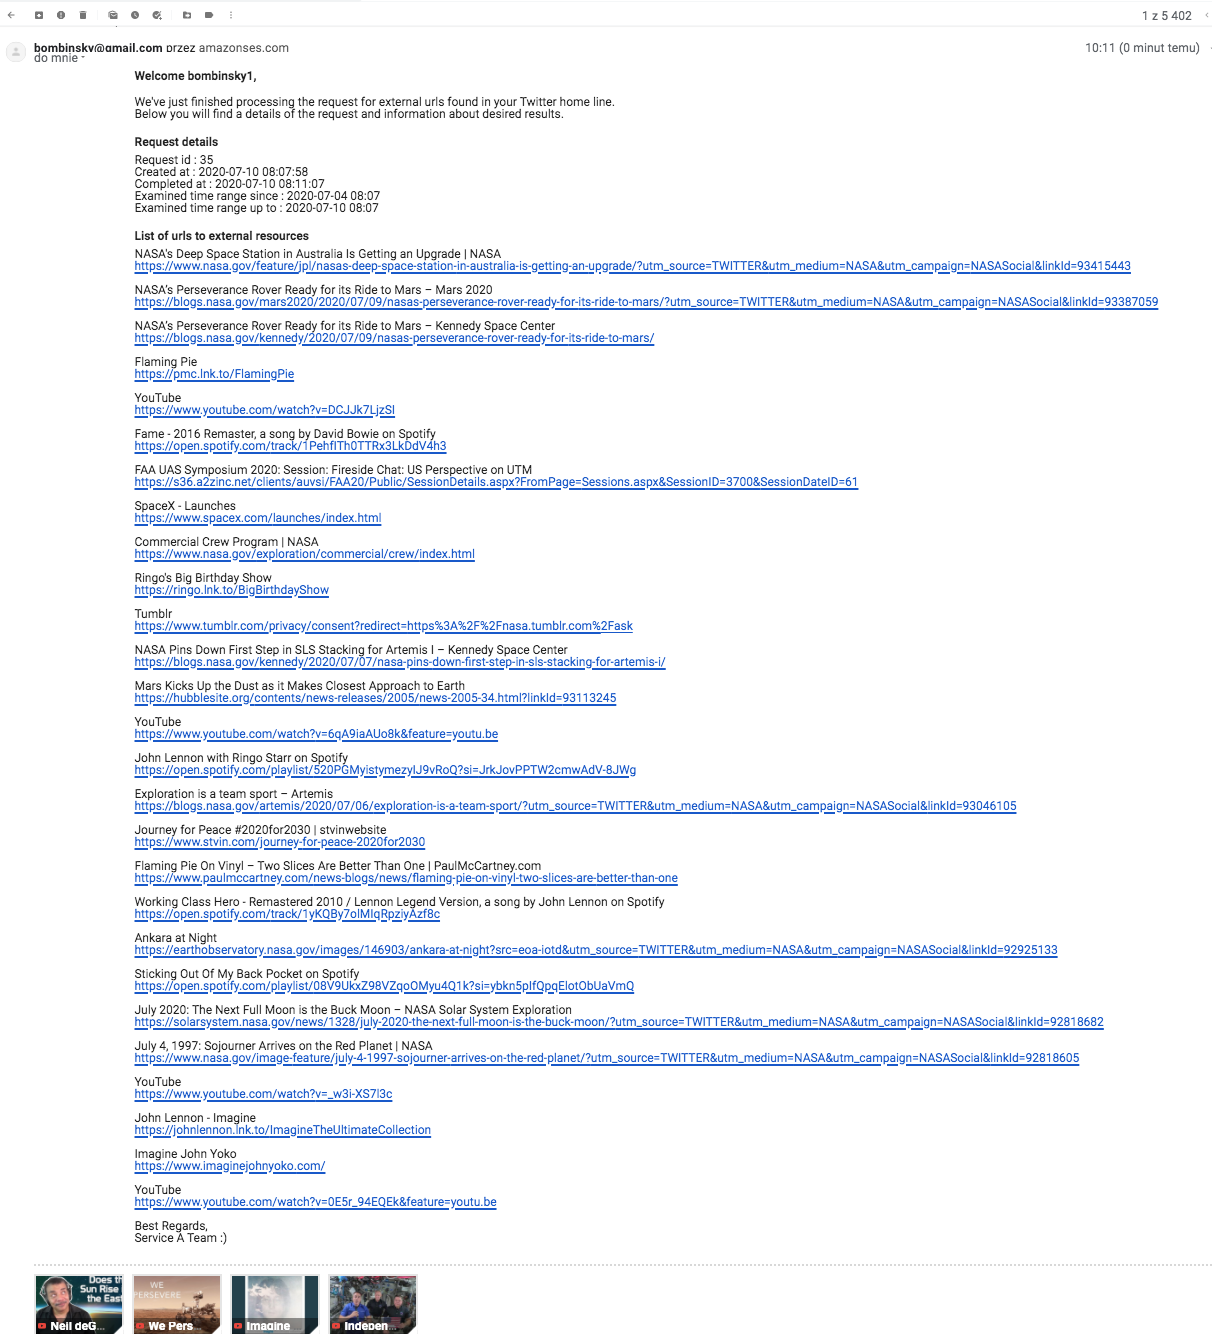 1 z 5 402
bombinsky@gmail.com przez amazonses.com
10:11 (0 minut temu)
do mnie
Welcome bombinsky1,
We've just finished processing the request for external urls found in your Twitter home line.
Below you will find a details of the request and information about desired results.
Request details
Request id : 35
Created at : 2020-07-10 08:07:58
Completed at : 2020-07-10 08:11:07
Examined time range since : 2020-07-04 08:07
Examined time range up to : 2020-07-10 08:07
List of urls to external resources
NASA's Deep Space Station in Australia Is Getting an Upgrade | NASA
https://www.nasa.gov/feature/jpl/nasas-deep-space-station-in-australia-is-getting-an-upgrade/?utm_source=TWITTER&utm_medium=NASA&utm_campaign=NASASocial&linkId=93415443
NASA's Perseverance Rover Ready for its Ride to Mars – Mars 2020
https://blogs.nasa.gov/mars2020/2020/07/09/nasas-perseverance-rover-ready-for-its-ride-to-mars/?utm_source=TWITTER&utm_medium=NASA&utm_campaign=NASASocial&linkId=93387059
NASA's Perseverance Rover Ready for its Ride to Mars – Kennedy Space Center
https://blogs.nasa.gov/kennedy/2020/07/09/nasas-perseverance-rover-ready-for-its-ride-to-mars/
Flaming Pie
https://pmc.lnk.to/FlamingPie
YouTube
https://www.youtube.com/watch?v=DCJJk7LjzSI
Fame - 2016 Remaster, a song by David Bowie on Spotify
https://open.spotify.com/track/1PehfITh0TTRx3LkDdV4h3
FAA UAS Symposium 2020: Session: Fireside Chat: US Perspective on UTM
https://s36.a2zinc.net/clients/auvsi/FAA20/Public/SessionDetails.aspx?FromPage=Sessions.aspx&SessionID=3700&SessionDateID=61
SpaceX - Launches
https://www.spacex.com/launches/index.html
Commercial Crew Program | NASA
https://www.nasa.gov/exploration/commercial/crew/index.html
Ringo's Big Birthday Show
https://ringo.lnk.to/BigBirthdayShow
Tumblr
https://www.tumblr.com/privacy/consent?redirect=https%3A%2F%2Fnasa.tumblr.com%2Fask
NASA Pins Down First Step in SLS Stacking for Artemis I – Kennedy Space Center
https://blogs.nasa.gov/kennedy/2020/07/07/nasa-pins-down-first-step-in-sls-stacking-for-artemis-i/
Mars Kicks Up the Dust as it Makes Closest Approach to Earth
https://hubblesite.org/contents/news-releases/2005/news-2005-34.html?linkId=93113245
YouTube
https://www.youtube.com/watch?v=6qA9iaAUo8k&feature=youtu.be
John Lennon with Ringo Starr on Spotify
https://open.spotify.com/playlist/520PGMyistymezyIJ9vRoQ?si=JrkJovPPTW2cmwAdV-8JWg
Exploration is a team sport – Artemis
https://blogs.nasa.gov/artemis/2020/07/06/exploration-is-a-team-sport/?utm_source=TWITTER&utm_medium=NASA&utm_campaign=NASASocial&linkId=93046105
Journey for Peace #2020for2030 | stvinwebsite
https://www.stvin.com/journey-for-peace-2020for2030
Flaming Pie On Vinyl – Two Slices Are Better Than One | PaulMcCartney.com
https://www.paulmccartney.com/news-blogs/news/flaming-pie-on-vinyl-two-slices-are-better-than-one
Working Class Hero - Remastered 2010 / Lennon Legend Version, a song by John Lennon on Spotify
https://open.spotify.com/track/1yKQBy7olMIqRpziyAzf8c
Ankara at Night
https://earthobservatory.nasa.gov/images/146903/ankara-at-night?src=eoa-iotd&utm_source=TWITTER&utm_medium=NASA&utm_campaign=NASASocial&linkId=92925133
Sticking Out Of My Back Pocket on Spotify
https://open.spotify.com/playlist/08V9UkxZ98VZqoOMyu4Q1k?si=ybkn5pIfQpqElotObUaVmQ
July 2020: The Next Full Moon is the Buck Moon – NASA Solar System Exploration
https://solarsystem.nasa.gov/news/1328/july-2020-the-next-full-moon-is-the-buck-moon/?utm_source=TWITTER&utm_medium=NASA&utm_campaign=NASASocial&linkId=92818682
July 4, 1997: Sojourner Arrives on the Red Planet | NASA
https://www.nasa.gov/image-feature/july-4-1997-sojourner-arrives-on-the-red-planet/?utm_source=TWITTER&utm_medium=NASA&utm_campaign=NASASocial&linkId=92818605
YouTube
https://www.youtube.com/watch?v=_w3i-XS7l3c
John Lennon - Imagine
https://johnlennon.lnk.to/ImagineTheUltimateCollection
Imagine John Yoko
https://www.imaginejohnyoko.com/
YouTube
https://www.youtube.com/watch?v=0E5r_94EQEk&feature=youtu.be
Best Regards,
Service A Team :)
Does th
Sun Rise
the East
Neil deG...
WE
PERSEVERE
We Pers...
Imagine
Indepen...